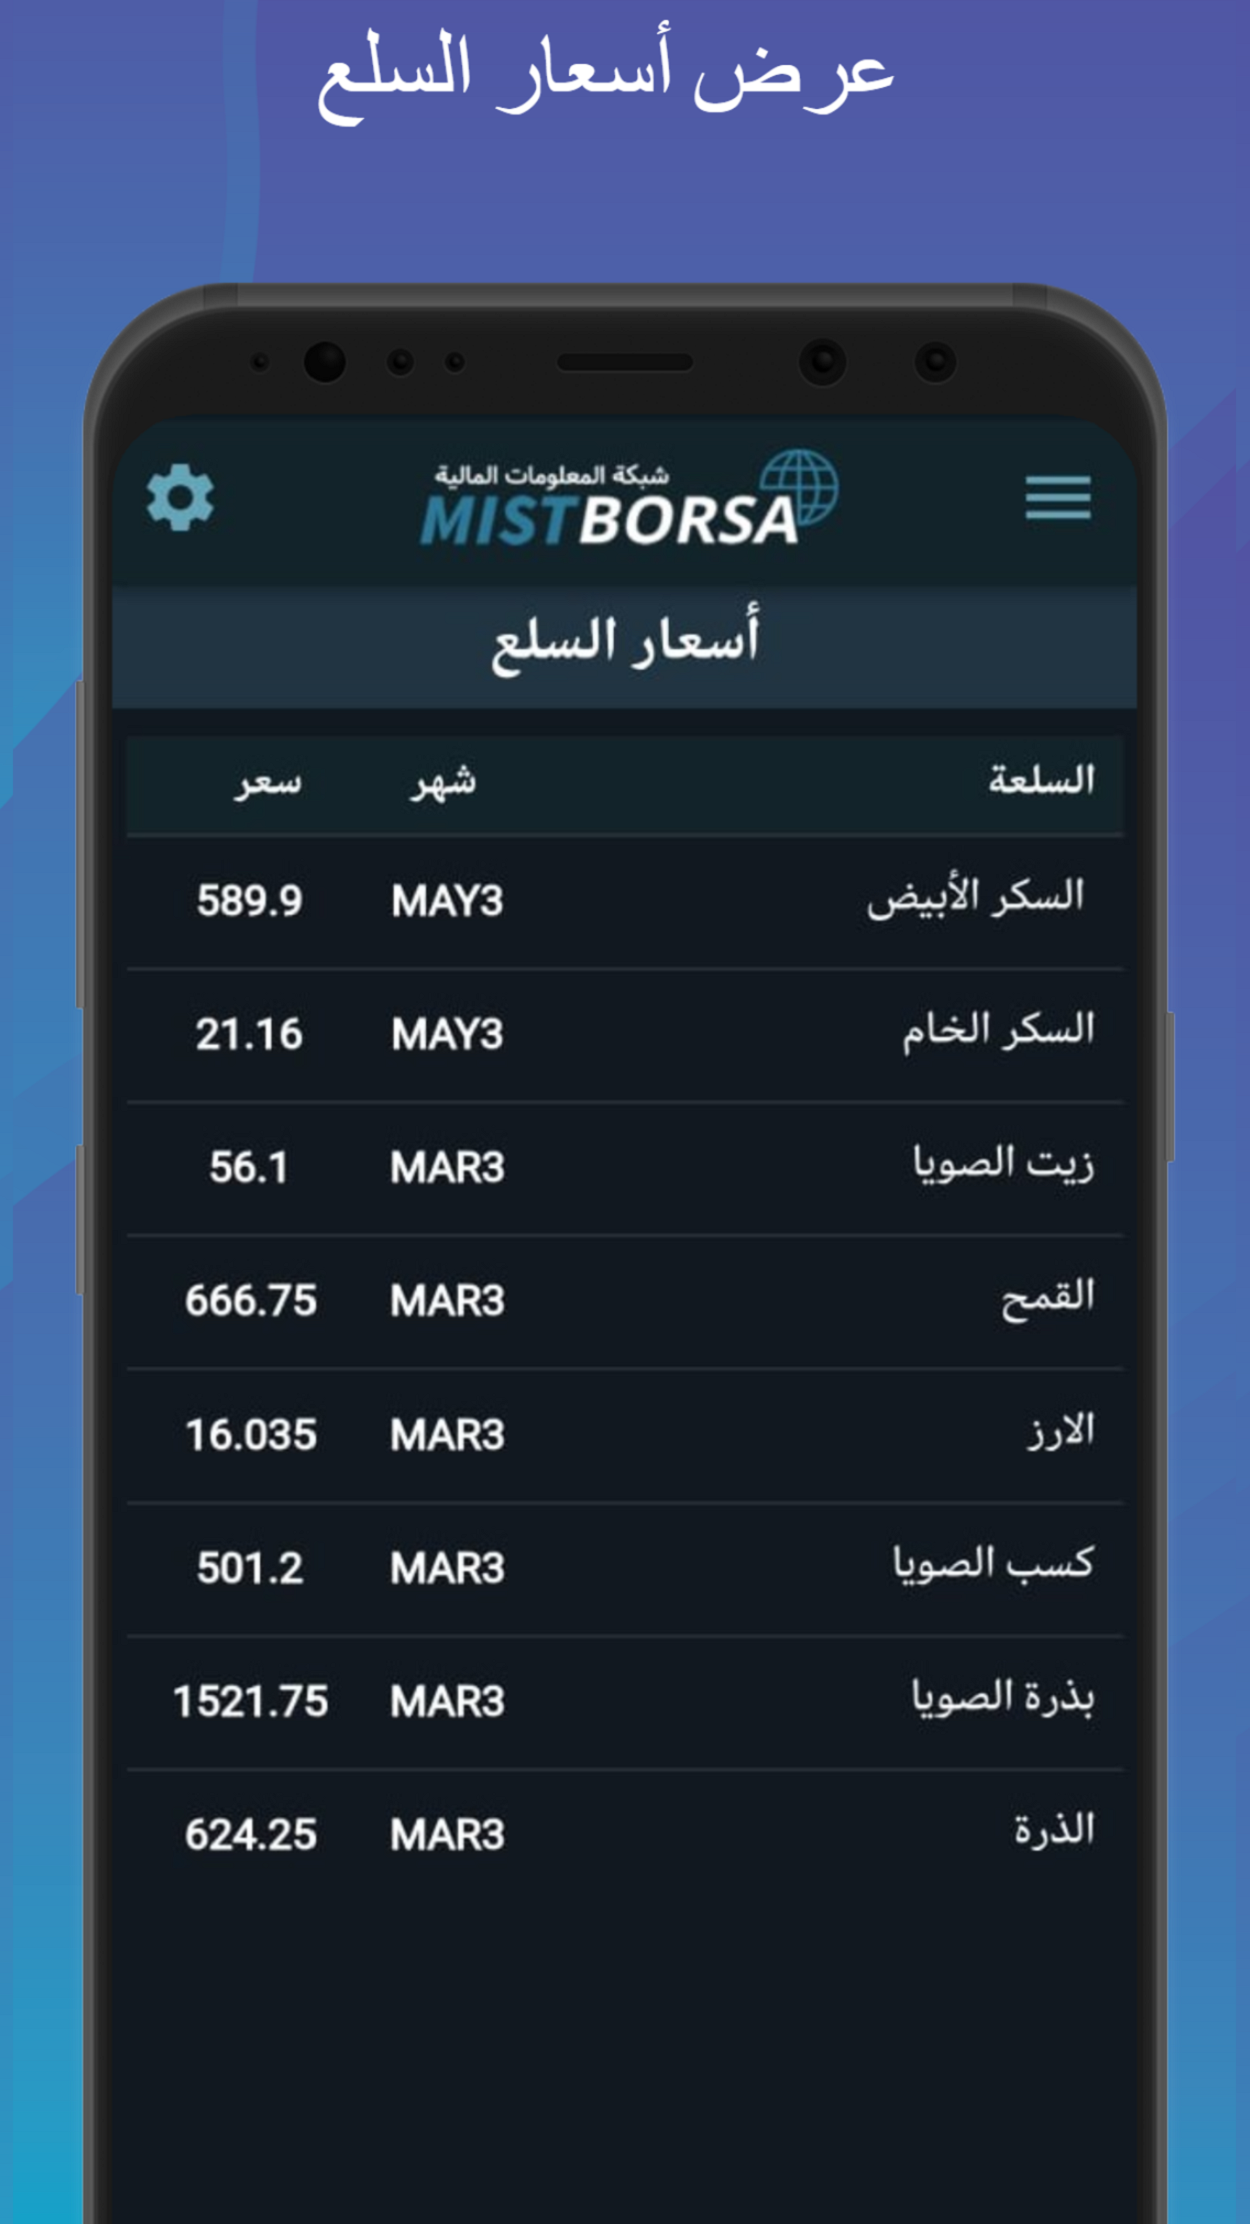 عرض أسعار السلع
شبكة المعلومات المالية
MISTBORSA
أسعار السلع
السلعة شهر سعر
السكر الأبيض MAY3 589.9
السكر الخام MAY3 21.16
زيت الصويا MAR3 56.1
القمح MAR3 666.75
الارز MAR3 16.035
كسب الصويا MAR3 501.2
بذرة الصويا MAR3 1521.75
الذرة MAR3 624.25